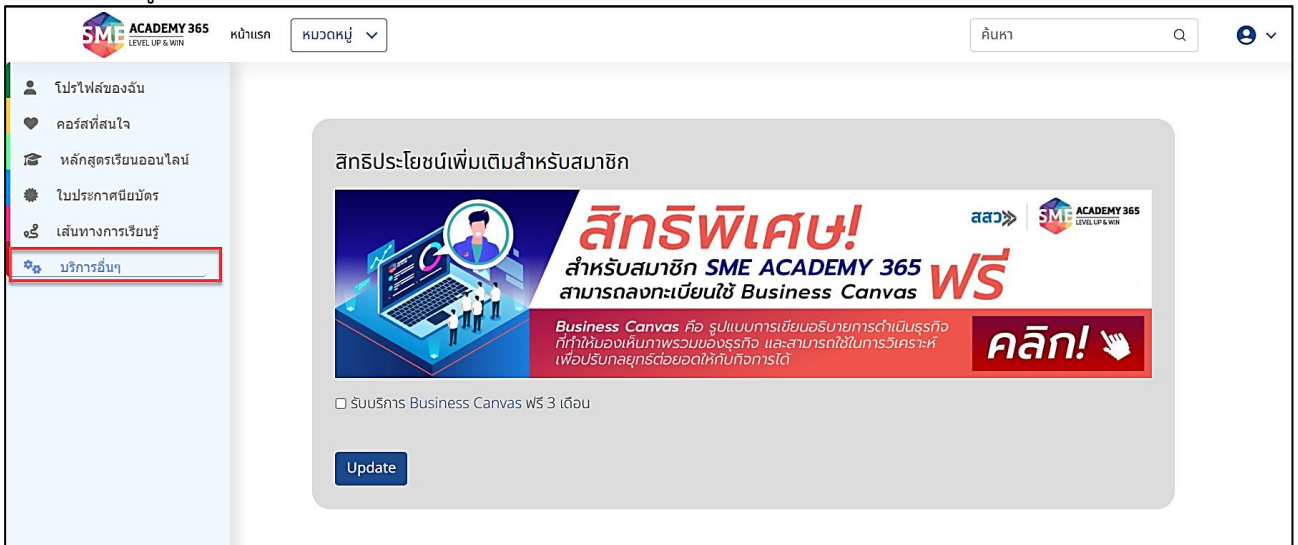 SME ACADEMY 365
LEVEL UP & WIN
หน้าแรก
หมวดหมู่
ค้นหา
โปรไฟล์ของฉัน
คอร์สที่สนใจ
หลักสูตรเรียนออนไลน์
ใบประกาศนียบัตร
เส้นทางการเรียนรู้
บริการอื่นๆ
สิทธิประโยชน์เพิ่มเติมสำหรับสมาชิก
สิทธิพิเศษ!
สสว
SME ACADEMY 365
LEVEL UP & WIN
สำหรับสมาชิก SME ACADEMY 365
สามารถลงทะเบียนใช้ Business Canvas ฟรี
Business Canvas คือ รูปแบบการเขียนอธิบายการดำเนินธุรกิจ
ที่ทำให้มองเห็นภาพรวมของธุรกิจ และสามารถใช้ในการวิเคราะห์
เพื่อปรับกลยุทธ์ต่อยอดให้กับกิจการได้
คลิก!
รับบริการ Business Canvas ฟรี 3 เดือน
Update